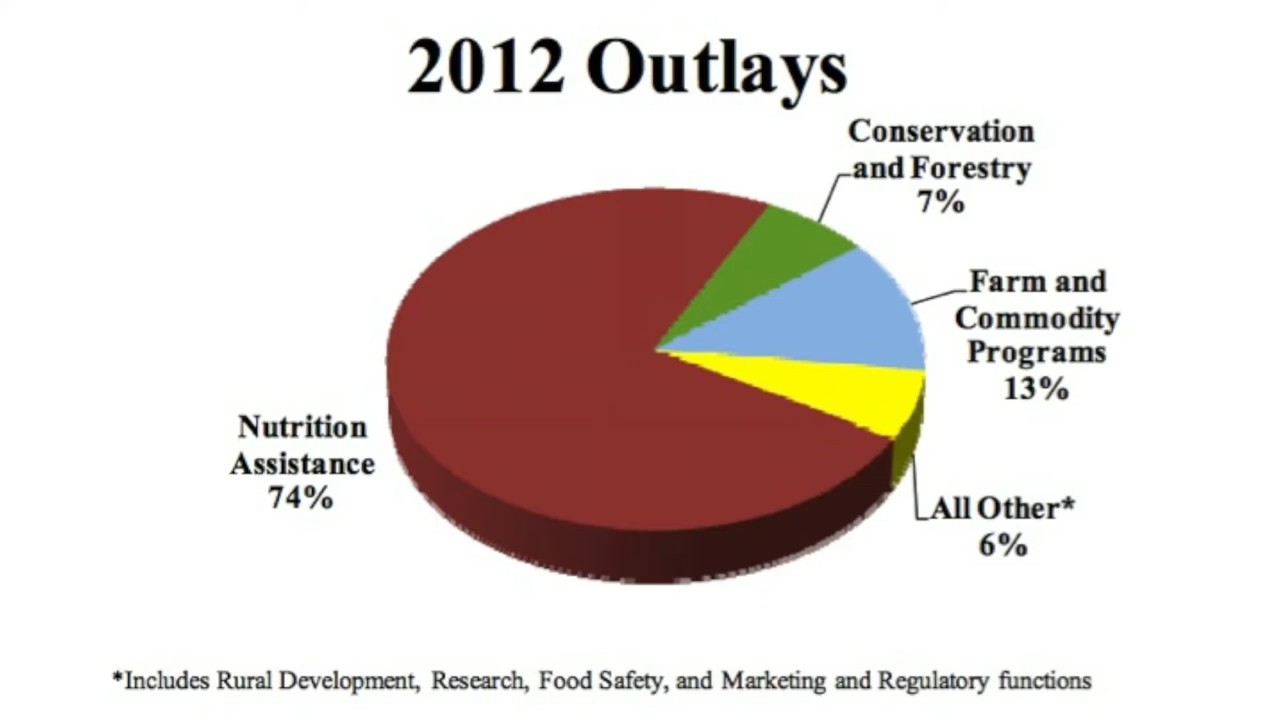 2012 Outlays
Conservation
and Forestry
7%
Farm and
Commodity
Programs
13%
Nutrition
Assistance
74%
All Other*
6%
*Includes Rural Development, Research, Food Safety, and Marketing and Regulatory functions